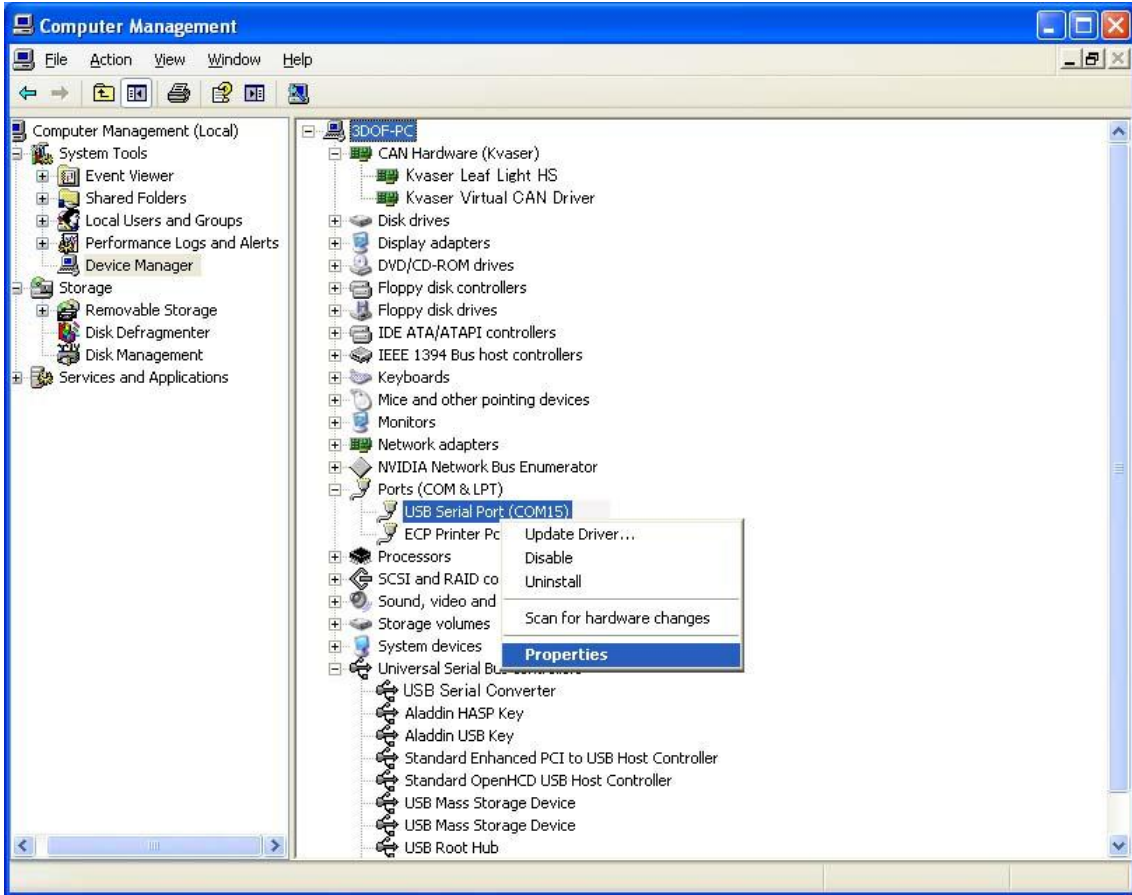 Computer Management
File Action View Window Help
Computer Management (Local)
System Tools
Event Viewer
Shared Folders
Local Users and Groups
Performance Logs and Alerts
Device Manager
Storage
Removable Storage
Disk Defragmenter
Disk Management
Services and Applications
3DOF-PC
CAN Hardware (Kvaser)
Kvaser Leaf Light HS
Kvaser Virtual CAN Driver
Disk drives
Display adapters
DVD/CD-ROM drives
Floppy disk controllers
Floppy disk drives
IDE ATA/ATAPI controllers
IEEE 1394 Bus host controllers
Keyboards
Mice and other pointing devices
Monitors
Network adapters
NVIDIA Network Bus Enumerator
Ports (COM & LPT)
USB Serial Port (COM15)
ECP Printer
Processors
SCSI and RAID
Sound, video and
Storage volumes
System devices
Universal Serial
USB Serial Converter
Aladdin HASP Key
Aladdin USB Key
Standard Enhanced PCI to USB Host Controller
Standard OpenHCD USB Host Controller
USB Mass Storage Device
USB Mass Storage Device
USB Root Hub
Update Driver...
Disable
Uninstall
Scan for hardware changes
Properties